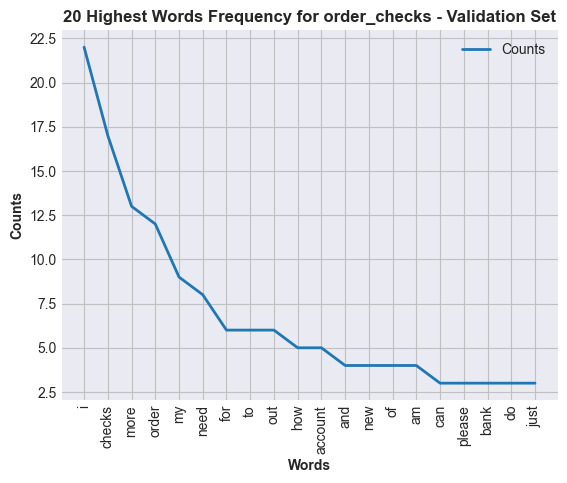 20 Highest Words Frequency for order_checks - Validation Set
Counts
22.5
20.0
17.5
15.0
12.5
10.0
7.5
5.0
2.5
Counts
i
checks
more
order
my
need
for
to
out
how
account
and
new
of
am
can
please
bank
do
just
Words